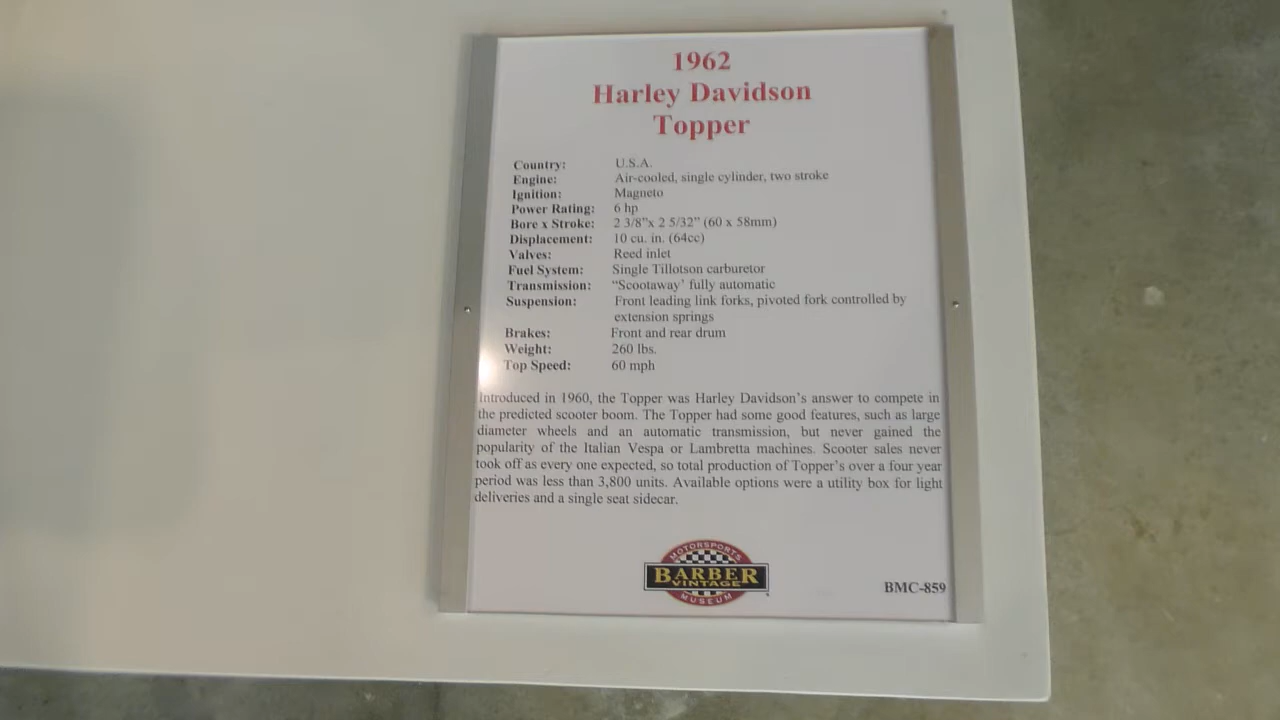 1962
Harley Davidson
Topper
Country: U.S.A.
Engine: Air-cooled, single cylinder, two stroke
Ignition: Magneto
Power Rating: 6 hp
Bore x Stroke: 2 3/8”x 2 5/32” (60 x 58mm)
Displacement: 10 cu. in. (64cc)
Valves: Reed inlet
Fuel System: Single Tillotson carburetor
Transmission: “Scootaway’ fully automatic
Suspension: Front leading link forks, pivoted fork controlled by
extension springs
Brakes: Front and rear drum
Weight: 260 lbs.
Top Speed: 60 mph
Introduced in 1960, the Topper was Harley Davidson’s answer to compete in
the predicted scooter boom. The Topper had some good features, such as large
diameter wheels and an automatic transmission, but never gained the
popularity of the Italian Vespa or Lambretta machines. Scooter sales never
took off as every one expected, so total production of Topper’s over a four year
period was less than 3,800 units. Available options were a utility box for light
deliveries and a single seat sidecar.
MOTORSPORTS
BARBER
VINTAGE
MUSEUM
BMC-859